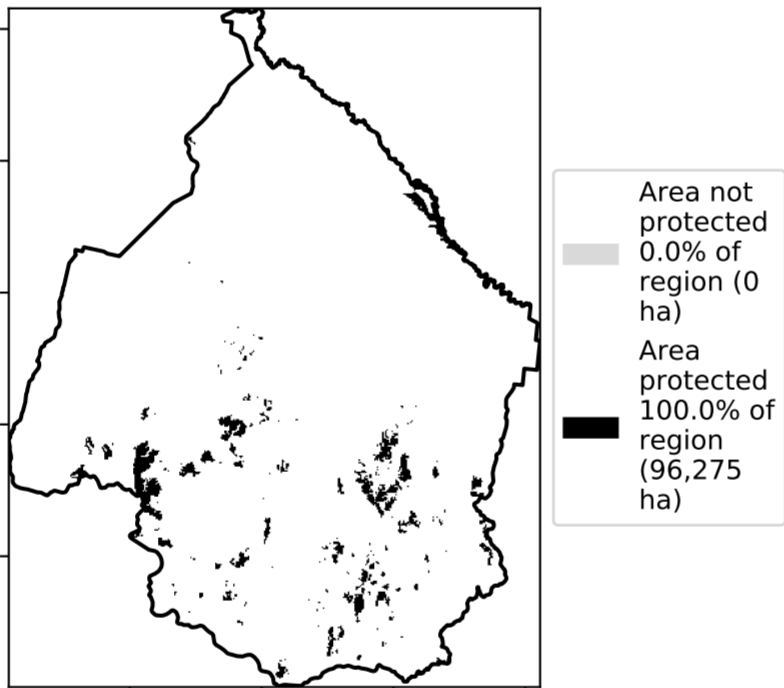 Area not
protected
0.0% of
region (0
ha)
Area
protected
100.0% of
region
(96,275
ha)